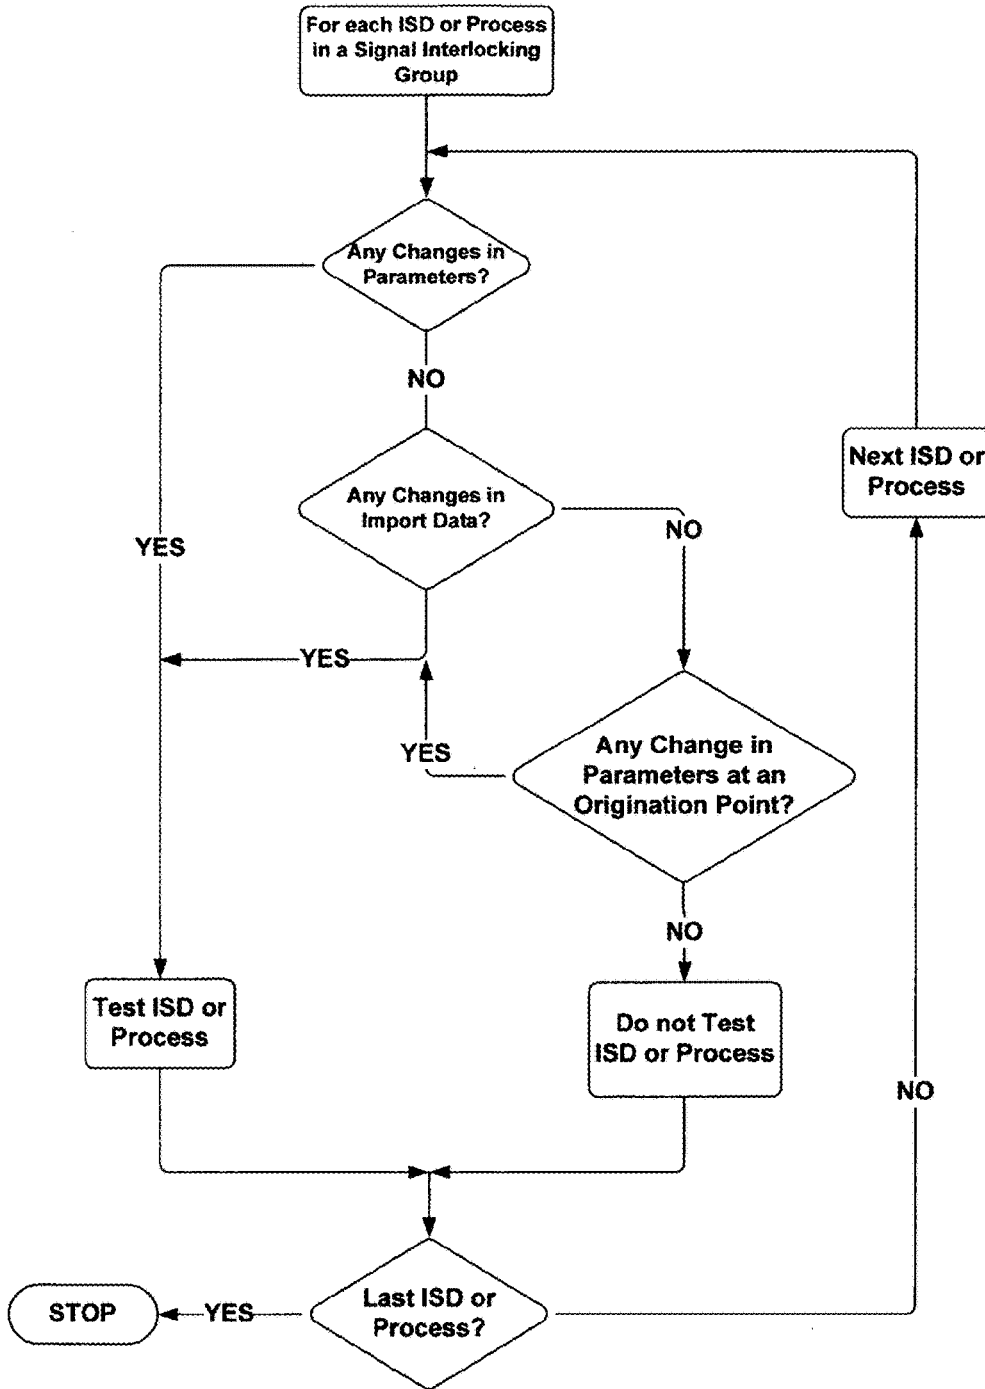 For each ISD or Process
in a Signal Interlocking
Group
Any Changes in
Parameters?
NO
Any Changes in
Import Data?
NO
Next ISD or
Process
YES
YES
YES
Any Change in
Parameters at an
Origination Point?
NO
Test ISD or
Process
Do not Test
ISD or Process
NO
Last ISD or
Process?
YES
STOP